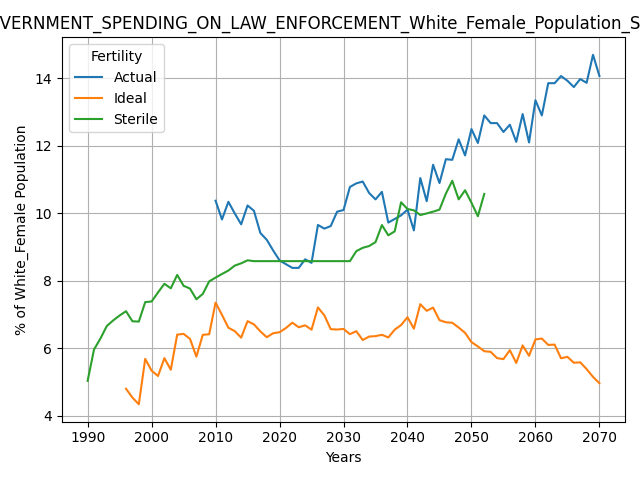 VERNMENT_SPENDING_ON_LAW_ENFORCEMENT_White_Female_Population_S
Fertility
Actual
Ideal
Sterile
% of White_Female Population
14
12
10
8
6
4
1990 2000 2010 2020 2030 2040 2050 2060 2070
Years